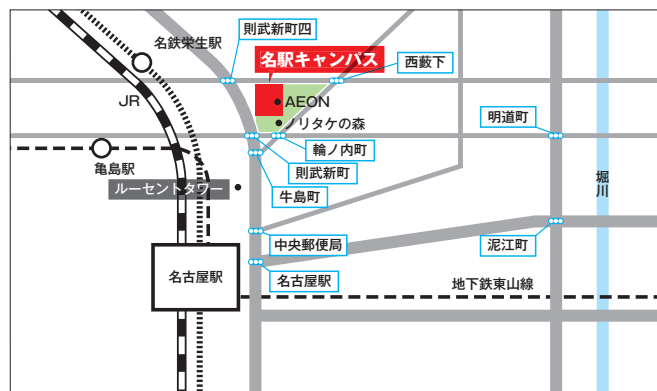 則武新町四
名鉄栄生駅
名駅キャンパス
西薮下
JR
AEON
ノリタケの森
明道町
輪ノ内町
亀島駅
則武新町
ルーセントタワー
牛島町
堀川
中央郵便局
泥江町
名古屋駅
名古屋駅
地下鉄東山線